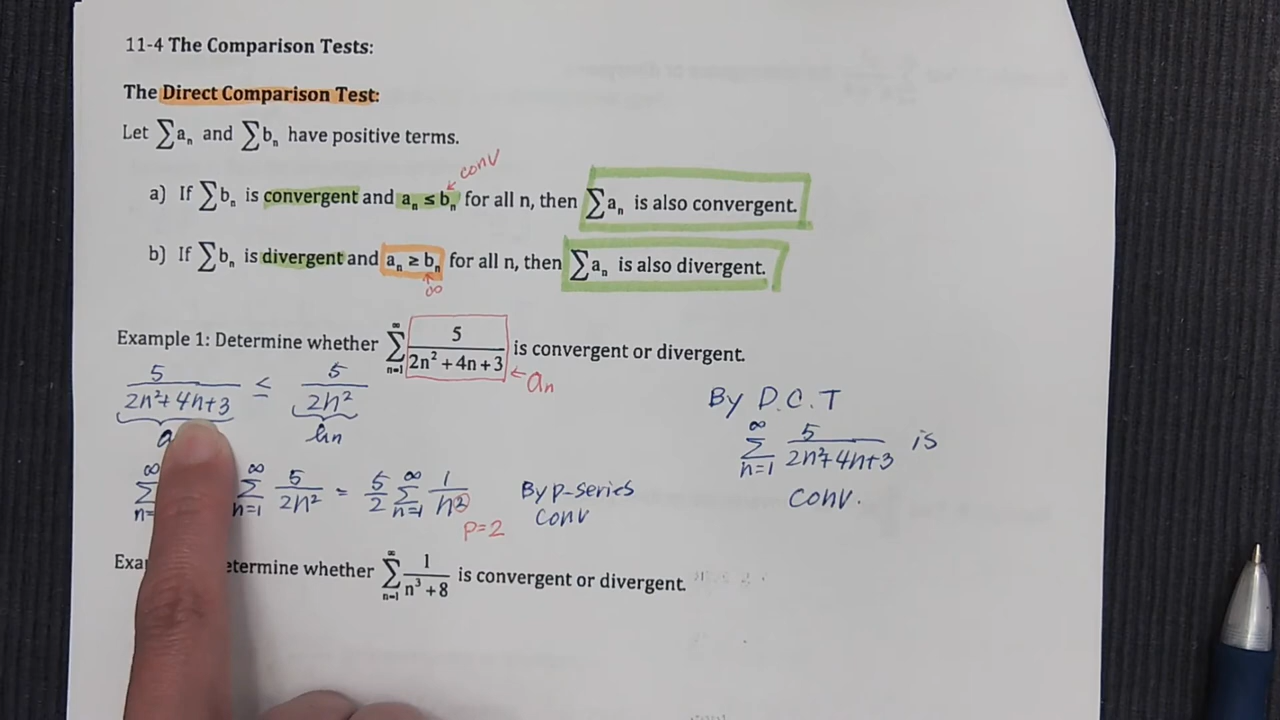 11-4 The Comparison Tests:
The Direct Comparison Test:
Let ∑aₙ and ∑bₙ have positive terms.
conv
a) If ∑bₙ is convergent and aₙ ≤ bₙ for all n, then ∑aₙ is also convergent.
b) If ∑bₙ is divergent and aₙ ≥ bₙ for all n, then ∑aₙ is also divergent.
∞
Example 1: Determine whether ∑_{n=1}^{∞} 5/(2n²+4n+3) is convergent or divergent.
← an
5/(2n²+4n+3) ≤ 5/(2n²)
bn
∑_{n=1}^{∞} 5/(2n²) = 5/2 ∑_{n=1}^{∞} 1/n² By p-series
conv
p=2
By D.C.T
∑_{n=1}^{∞} 5/(2n²+4n+3) is
conv.
etermine whether ∑_{n=1}^{∞} 1/(n³+8) is convergent or divergent.